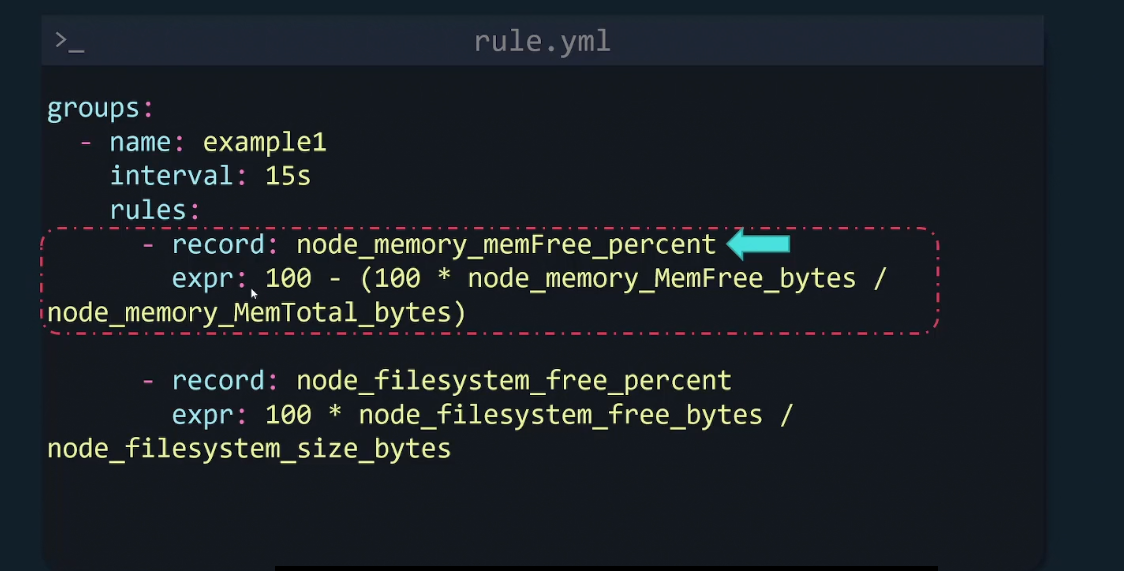 >_
rule.yml
groups:
  - name: example1
    interval: 15s
    rules:
      - record: node_memory_memFree_percent
        expr: 100 - (100 * node_memory_MemFree_bytes /
node_memory_MemTotal_bytes)
      - record: node_filesystem_free_percent
        expr: 100 * node_filesystem_free_bytes /
node_filesystem_size_bytes